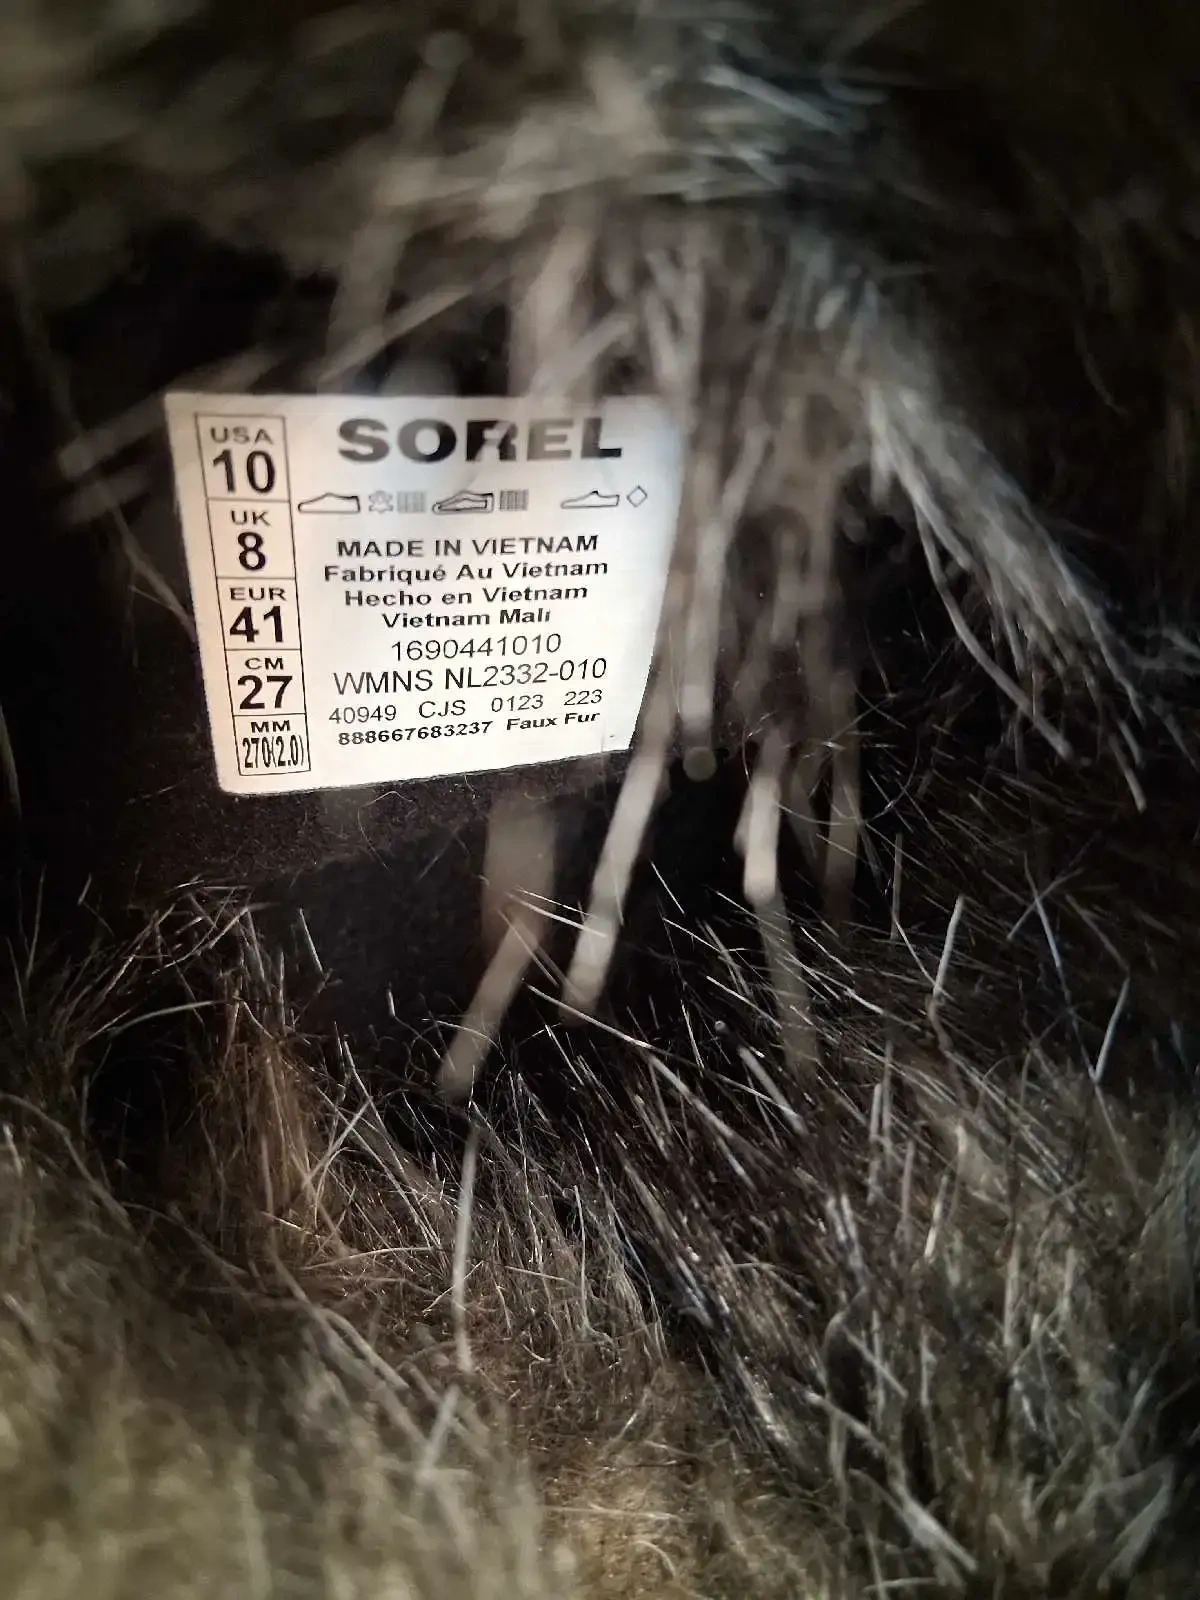 SOREL
USA
10
UK
8
EUR
41
CM
27
MM
270(2.0)
MADE IN VIETNAM
Fabriqué Au Vietnam
Hecho en Vietnam
Vietnam Malı
1690441010
WMNS NL2332-010
40949 CJS 0123 223
888667683237 Faux Fur